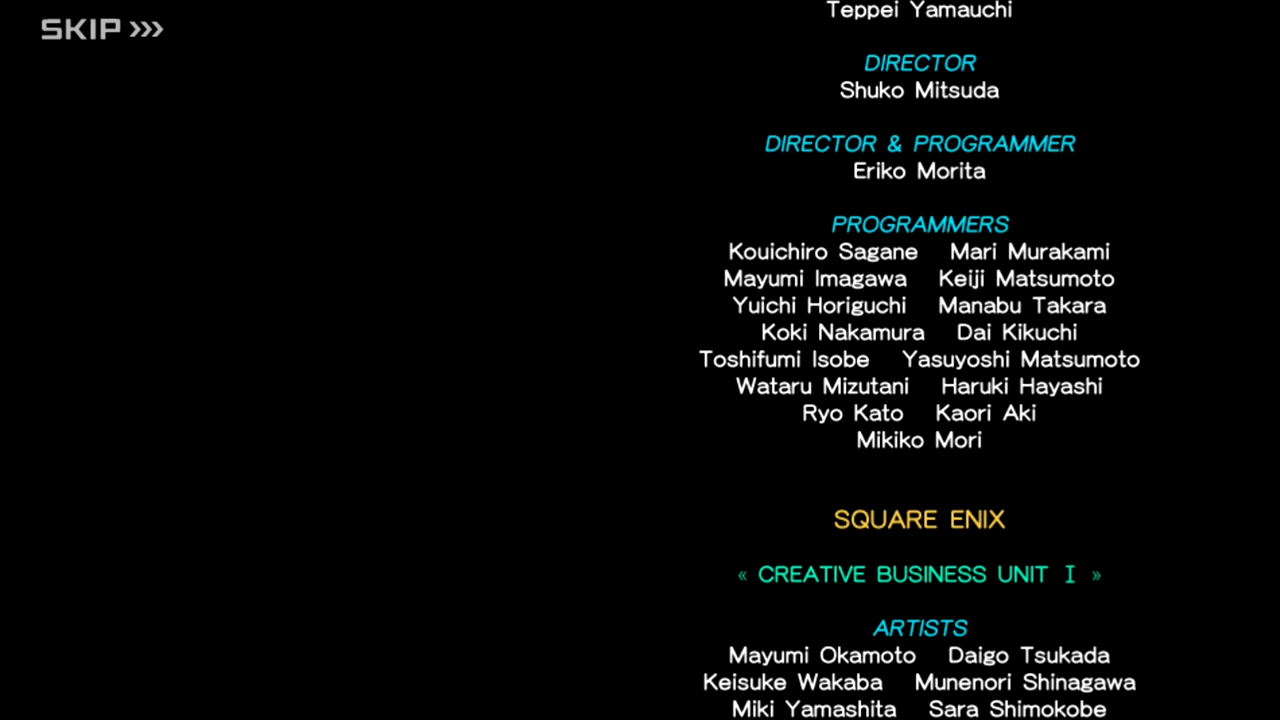 SKIP >>>
Teppei Yamauchi
DIRECTOR
Shuko Mitsuda
DIRECTOR & PROGRAMMER
Eriko Morita
PROGRAMMERS
Kouichiro Sagane Mari Murakami
Mayumi Imagawa Keiji Matsumoto
Yuichi Horiguchi Manabu Takara
Koki Nakamura Dai Kikuchi
Toshifumi Isobe Yasuyoshi Matsumoto
Wataru Mizutani Haruki Hayashi
Ryo Kato Kaori Aki
Mikiko Mori
SQUARE ENIX
« CREATIVE BUSINESS UNIT I »
ARTISTS
Mayumi Okamoto Daigo Tsukada
Keisuke Wakaba Munenori Shinagawa
Miki Yamashita Sara Shimokobe